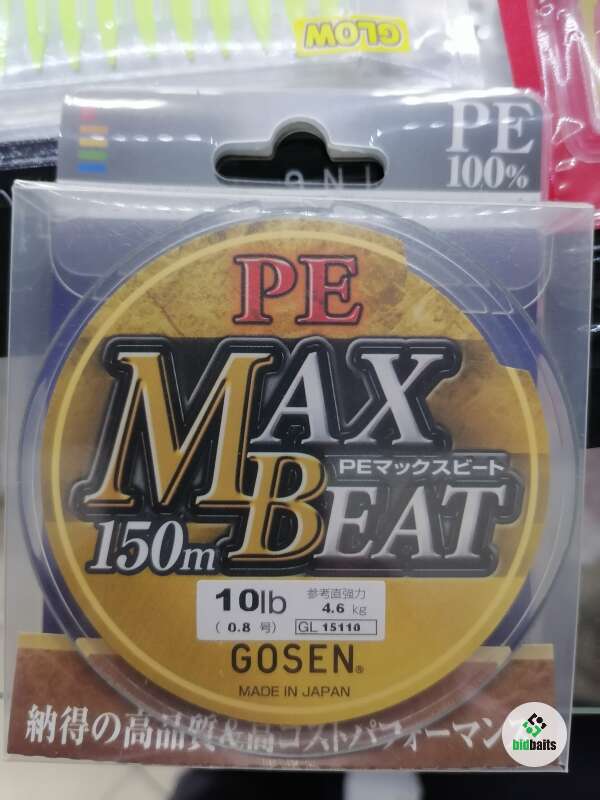 GLOW
PE
100%
PE
MAX
BEAT
PEマックスビート
150m
10lb
(0.8号)
参考直強力
4.6 kg
GL 15110
GOSEN®
MADE IN JAPAN
納得の高品質&高コストパフォーマンス
bidbaits